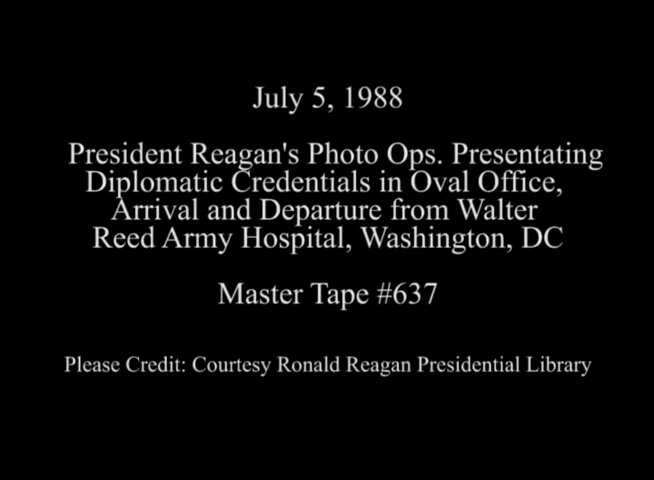 July 5, 1988
President Reagan's Photo Ops. Presentating
Diplomatic Credentials in Oval Office,
Arrival and Departure from Walter
Reed Army Hospital, Washington, DC
Master Tape #637
Please Credit: Courtesy Ronald Reagan Presidential Library